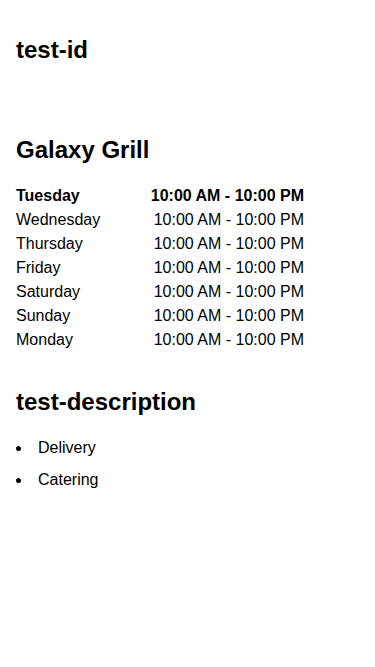 test-id
Galaxy Grill
Tuesday 10:00 AM - 10:00 PM
Wednesday 10:00 AM - 10:00 PM
Thursday 10:00 AM - 10:00 PM
Friday 10:00 AM - 10:00 PM
Saturday 10:00 AM - 10:00 PM
Sunday 10:00 AM - 10:00 PM
Monday 10:00 AM - 10:00 PM
test-description
• Delivery
• Catering